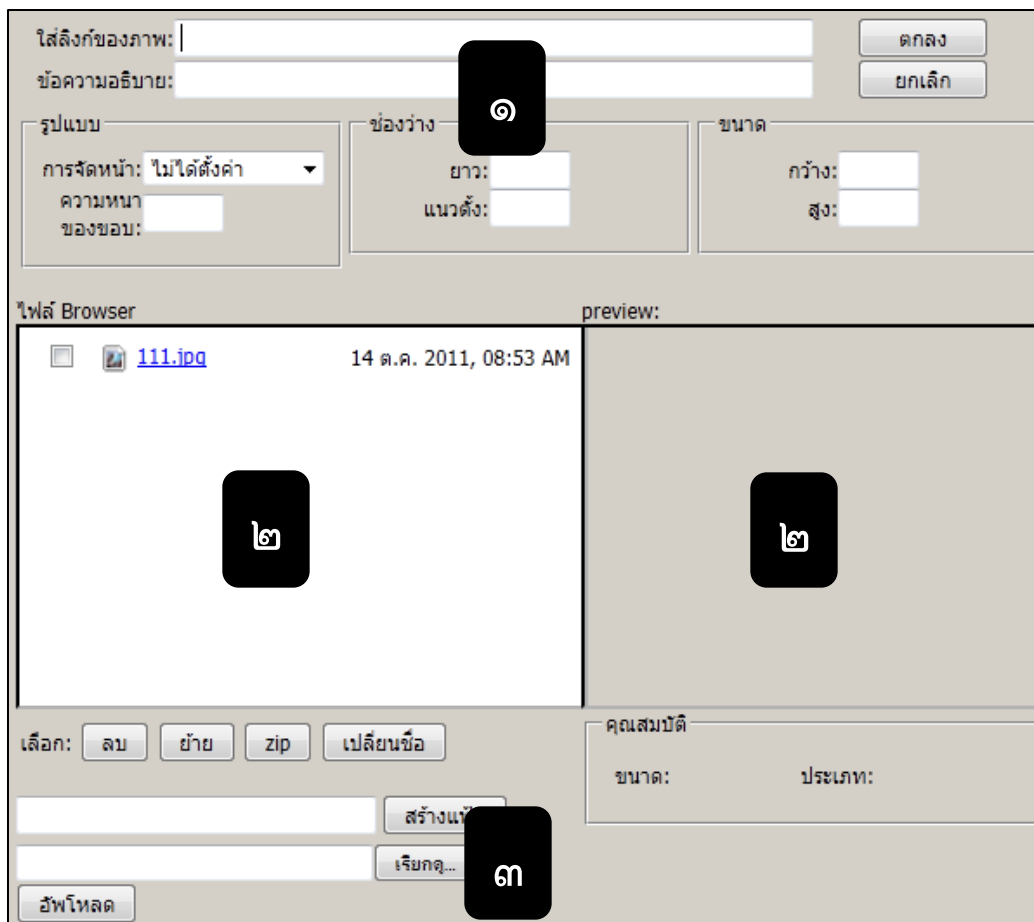 ใส่ลิงก์ของภาพ: ตกลง
ข้อความอธิบาย: ยกเลิก
๑
รูปแบบ ช่องว่าง ขนาด
การจัดหน้า: ไม่ได้ตั้งค่า ยาว: กว้าง:
ความหนา แนวตั้ง: สูง:
ของขอบ:
ไฟล์ Browser preview:
111.jpg 14 ต.ค. 2011, 08:53 AM
๒ ๒
คุณสมบัติ
เลือก: ลบ ย้าย zip เปลี่ยนชื่อ
ขนาด: ประเภท:
เรียกดู...
๓
อัพโหลด